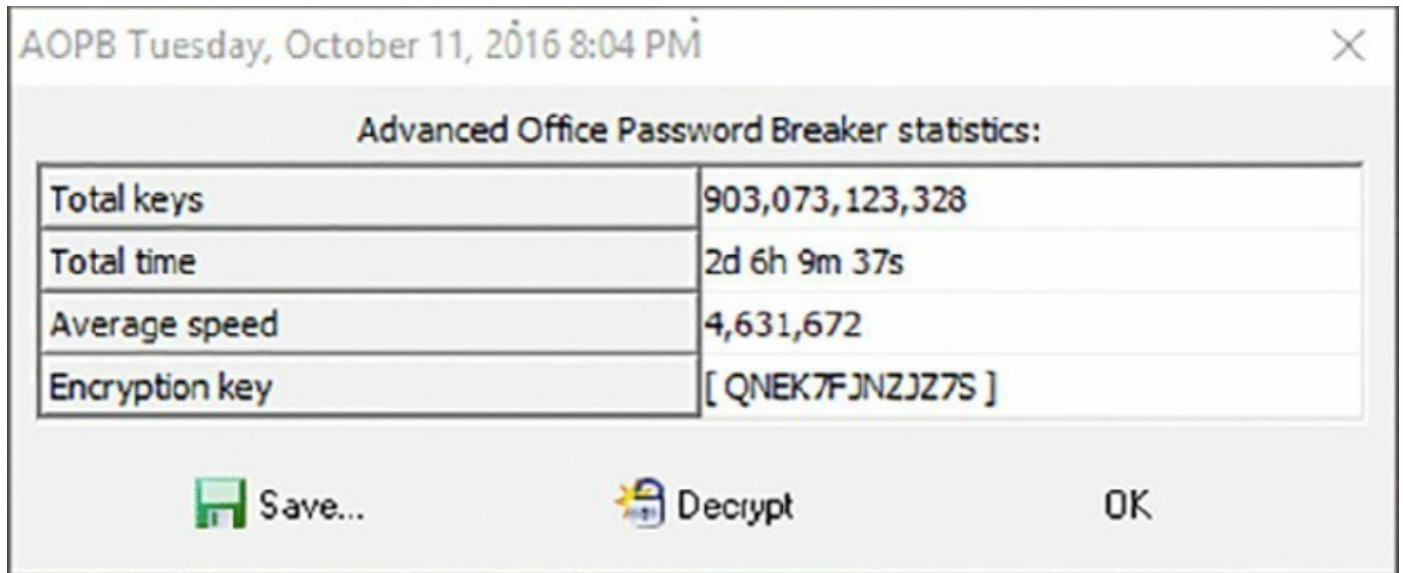 AOPB Tuesday, October 11, 2016 8:04 PM
Advanced Office Password Breaker statistics:
Total keys 903,073,123,328
Total time 2d 6h 9m 37s
Average speed 4,631,672
Encryption key [ QNEK7FJNZJZ7S ]
Save... Decrypt OK